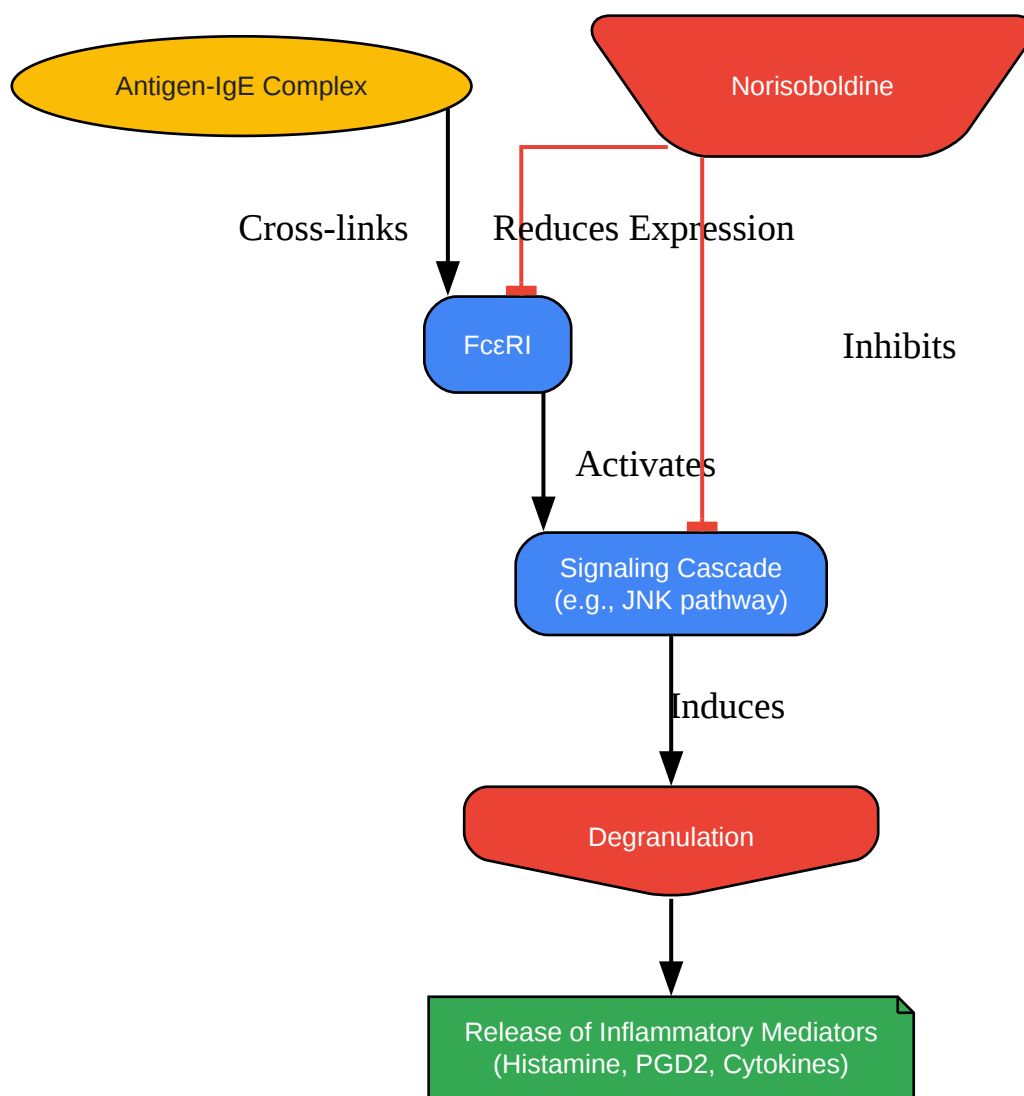 Antigen-IgE Complex
Norisoboldine
Cross-links
Reduces Expression
FcεRI
Inhibits
Activates
Signaling Cascade
(e.g., JNK pathway)
Induces
Degranulation
Release of Inflammatory Mediators
(Histamine, PGD2, Cytokines)